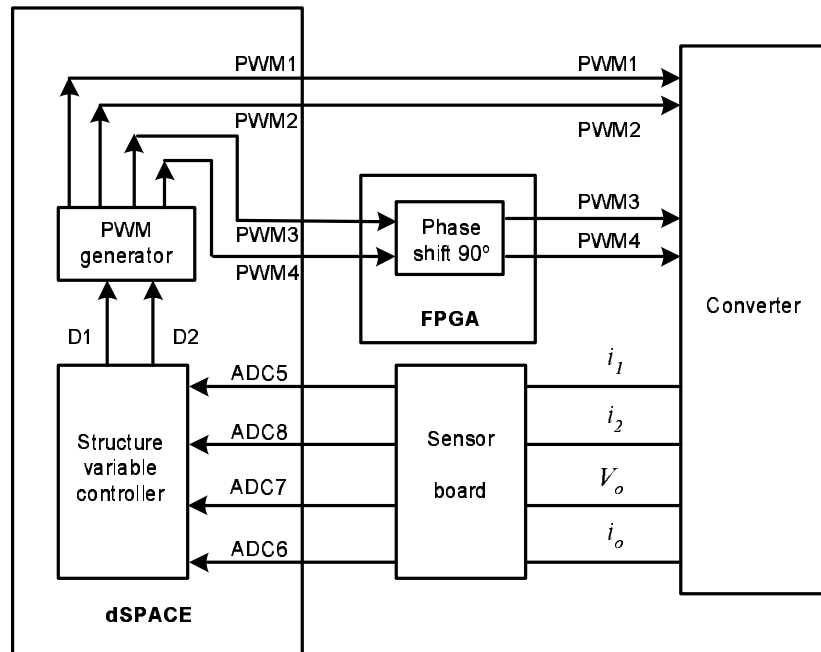 PWM1 PWM1
PWM2 PWM2
PWM
generator
PWM3
PWM4
Phase
shift 90º
FPGA
PWM3
PWM4
Converter
D1 D2
Structure
variable
controller
ADC5
ADC8
ADC7
ADC6
Sensor
board
i1
i2
Vo
io
dSPACE